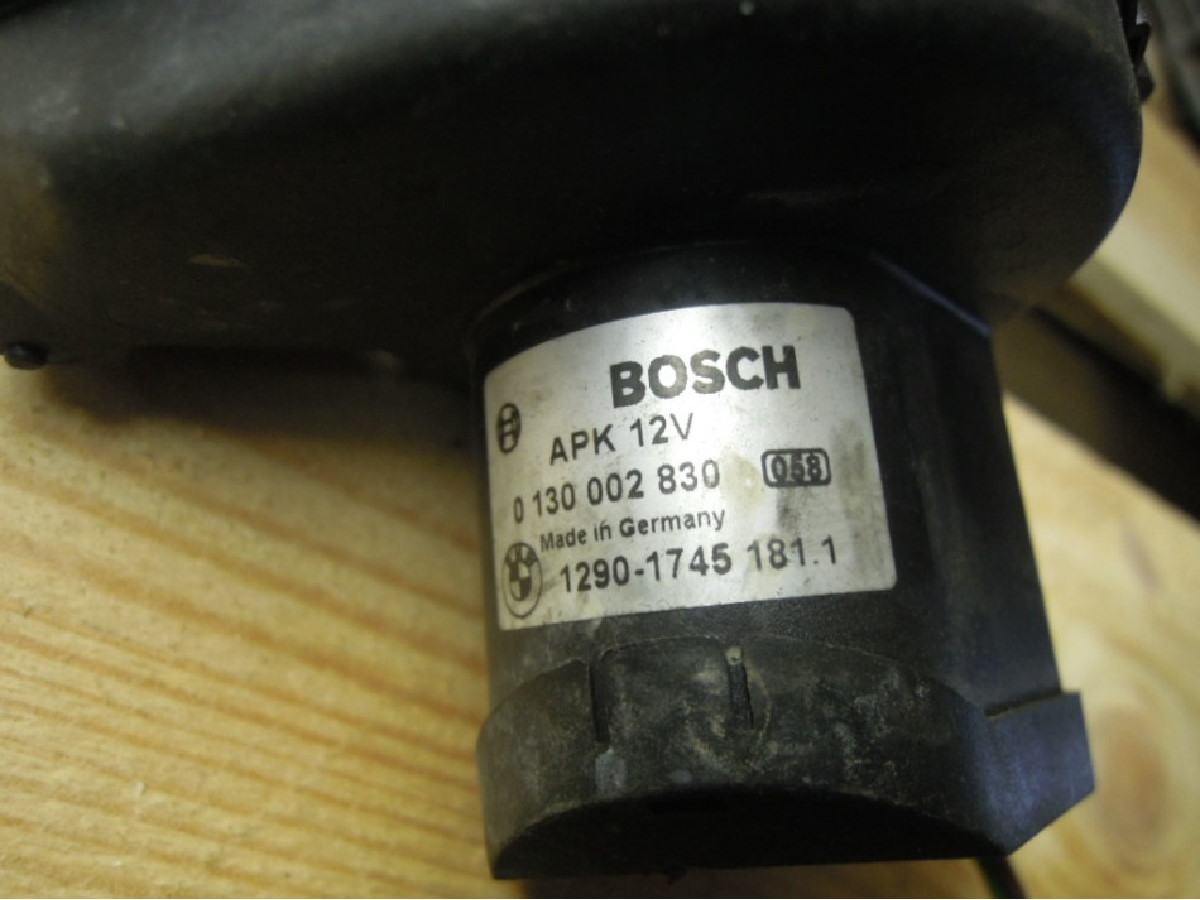 BOSCH
APK 12V
0 130 002 830 058
Made in Germany
1290-1745 181.1